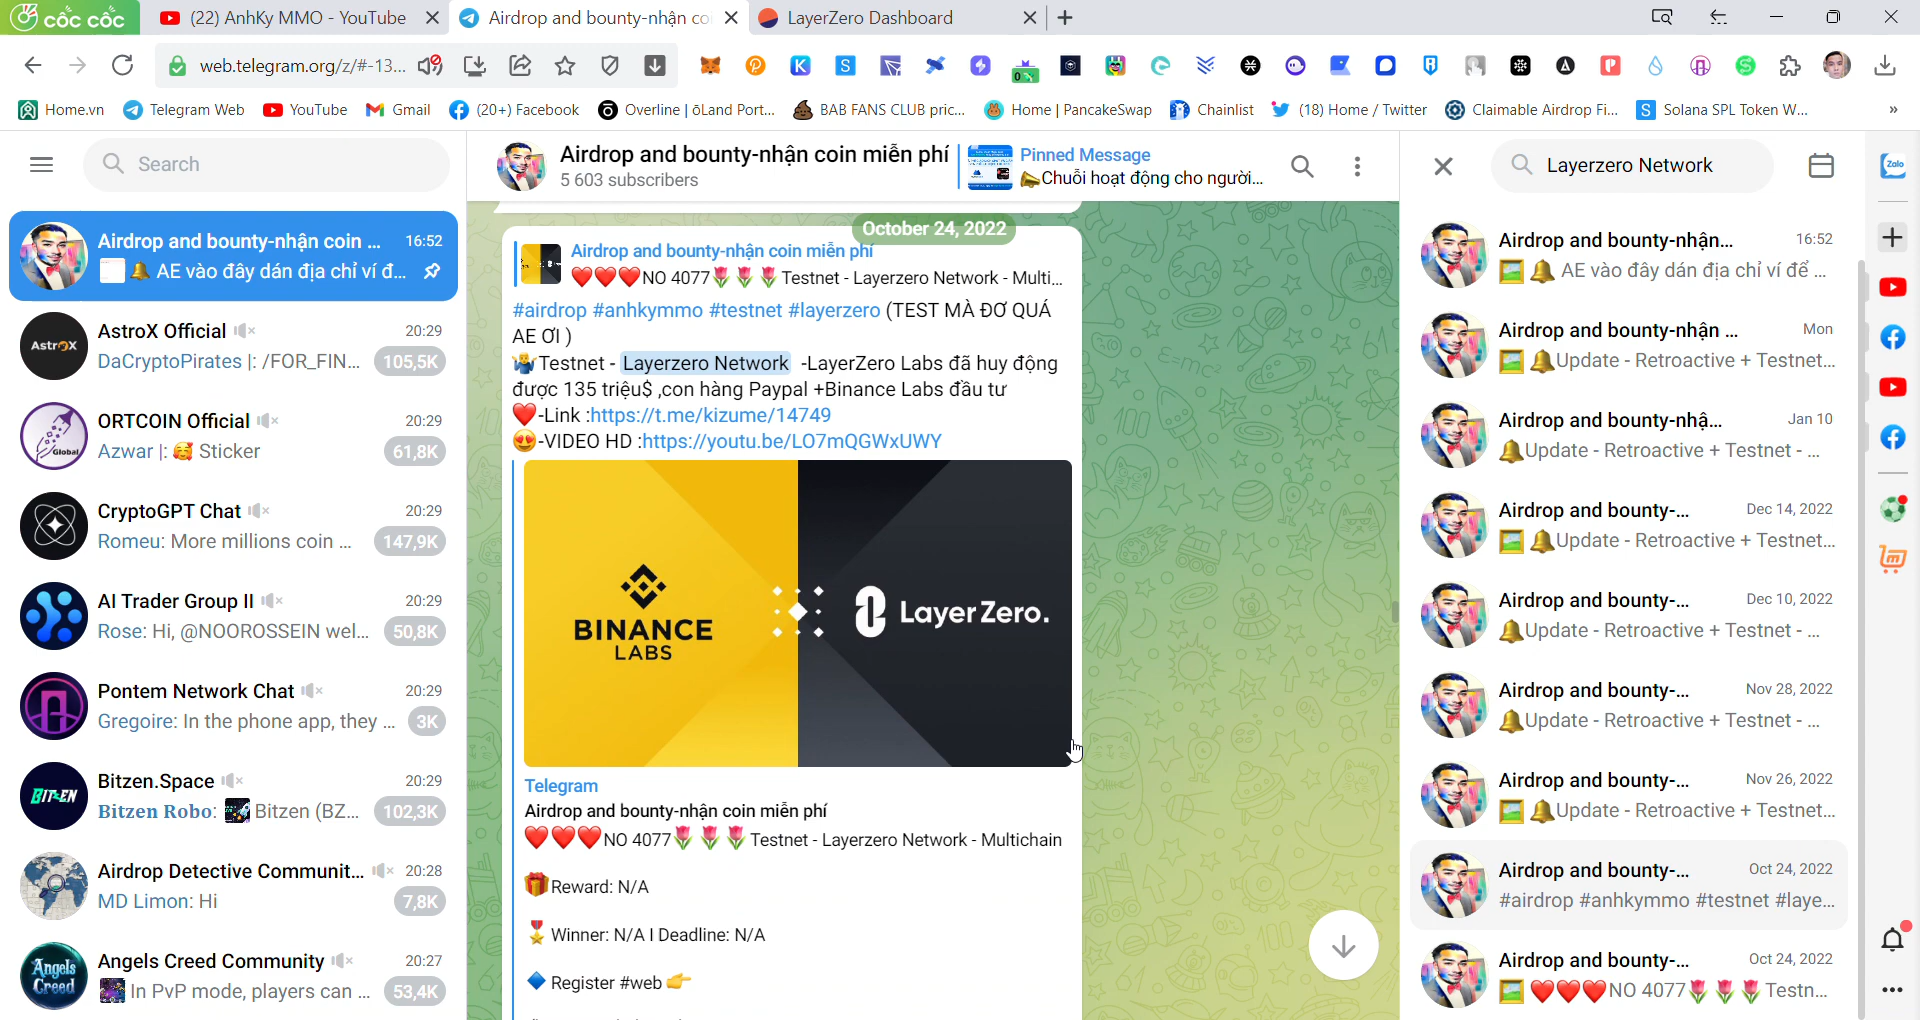 cốc cốc
(22) AnhKy MMO - YouTube
Airdrop and bounty-nhận co
LayerZero Dashboard
web.telegram.org/z/#-13...
Home.vn
Telegram Web
YouTube
Gmail
(20+) Facebook
Overline | ōLand Port...
BAB FANS CLUB pric...
Home | PancakeSwap
Chainlist
(18) Home / Twitter
Claimable Airdrop Fi...
Solana SPL Token W...
Search
Airdrop and bounty-nhận coin ... 16:52
AE vào đây dán địa chỉ ví đ...
AstroX Official 20:29
DaCryptoPirates |: /FOR_FIN... 105,5K
ORTCOIN Official 20:29
Azwar |: 🥰 Sticker 61,8K
CryptoGPT Chat 20:29
Romeu: More millions coin ... 147,9K
AI Trader Group II 20:29
Rose: Hi, @NOOROSSEIN wel... 50,8K
Pontem Network Chat 20:29
Gregoire: In the phone app, they ... 3K
Bitzen.Space 20:29
Bitzen Robo: Bitzen (BZ... 102,3K
Airdrop Detective Communit... 20:28
MD Limon: Hi 7,8K
Angels Creed Community 20:27
In PvP mode, players can ... 53,4K
AstroX
Global
BITZEN
Angels
Creed
Airdrop and bounty-nhận coin miễn phí
5 603 subscribers
Pinned Message
📣Chuỗi hoạt động cho người...
October 24, 2022
Airdrop and bounty-nhận coin miễn phí
❤️❤️❤️NO 4077🌷🌷🌷Testnet - Layerzero Network - Multi...
#airdrop #anhkymmo #testnet #layerzero (TEST MÀ ĐƠ QUÁ
AE ƠI )
🤷‍♂️Testnet - Layerzero Network -LayerZero Labs đã huy động
được 135 triệu$ ,con hàng Paypal +Binance Labs đầu tư
❤️-Link :https://t.me/kizume/14749
😍-VIDEO HD :https://youtu.be/LO7mQGWxUWY
BINANCE
LABS
LayerZero.
Telegram
Airdrop and bounty-nhận coin miễn phí
❤️❤️❤️NO 4077🌷🌷🌷Testnet - Layerzero Network - Multichain
🎁Reward: N/A
🎖Winner: N/A I Deadline: N/A
🔷Register #web👉
Layerzero Network
Airdrop and bounty-nhận... 16:52
🖼🔔 AE vào đây dán địa chỉ ví để ...
Airdrop and bounty-nhận ... Mon
🖼🔔Update - Retroactive + Testnet...
Airdrop and bounty-nhậ... Jan 10
🔔Update - Retroactive + Testnet - ...
Airdrop and bounty-... Dec 14, 2022
🖼🔔Update - Retroactive + Testnet...
Airdrop and bounty-... Dec 10, 2022
🔔Update - Retroactive + Testnet - ...
Airdrop and bounty-... Nov 28, 2022
🔔Update - Retroactive + Testnet - ...
Airdrop and bounty-... Nov 26, 2022
🖼🔔Update - Retroactive + Testnet...
Airdrop and bounty-... Oct 24, 2022
#airdrop #anhkymmo #testnet #laye...
Airdrop and bounty-... Oct 24, 2022
🖼❤️❤️❤️NO 4077🌷🌷🌷Testn...
Zalo